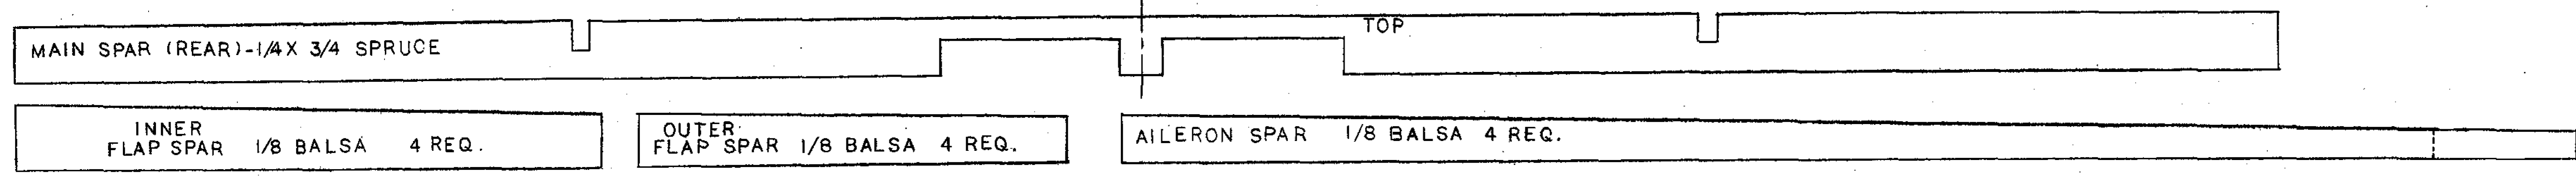 TOP
MAIN SPAR (REAR)-1/4 X 3/4 SPRUCE
INNER
FLAP SPAR 1/8 BALSA 4 REQ.
OUTER
FLAP SPAR 1/8 BALSA 4 REQ.
AILERON SPAR 1/8 BALSA 4 REQ.